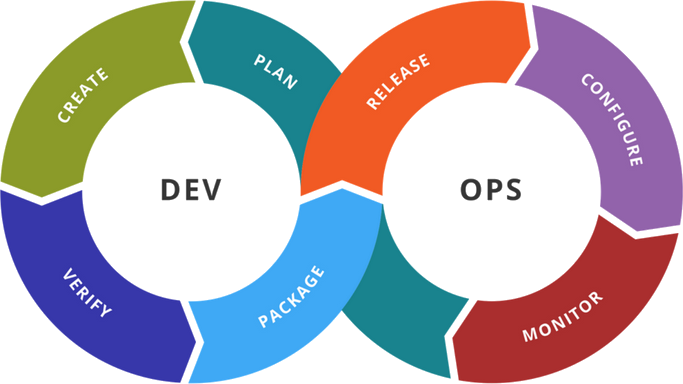 PLAN
CREATE
VERIFY
PACKAGE
RELEASE
CONFIGURE
MONITOR
DEV
OPS